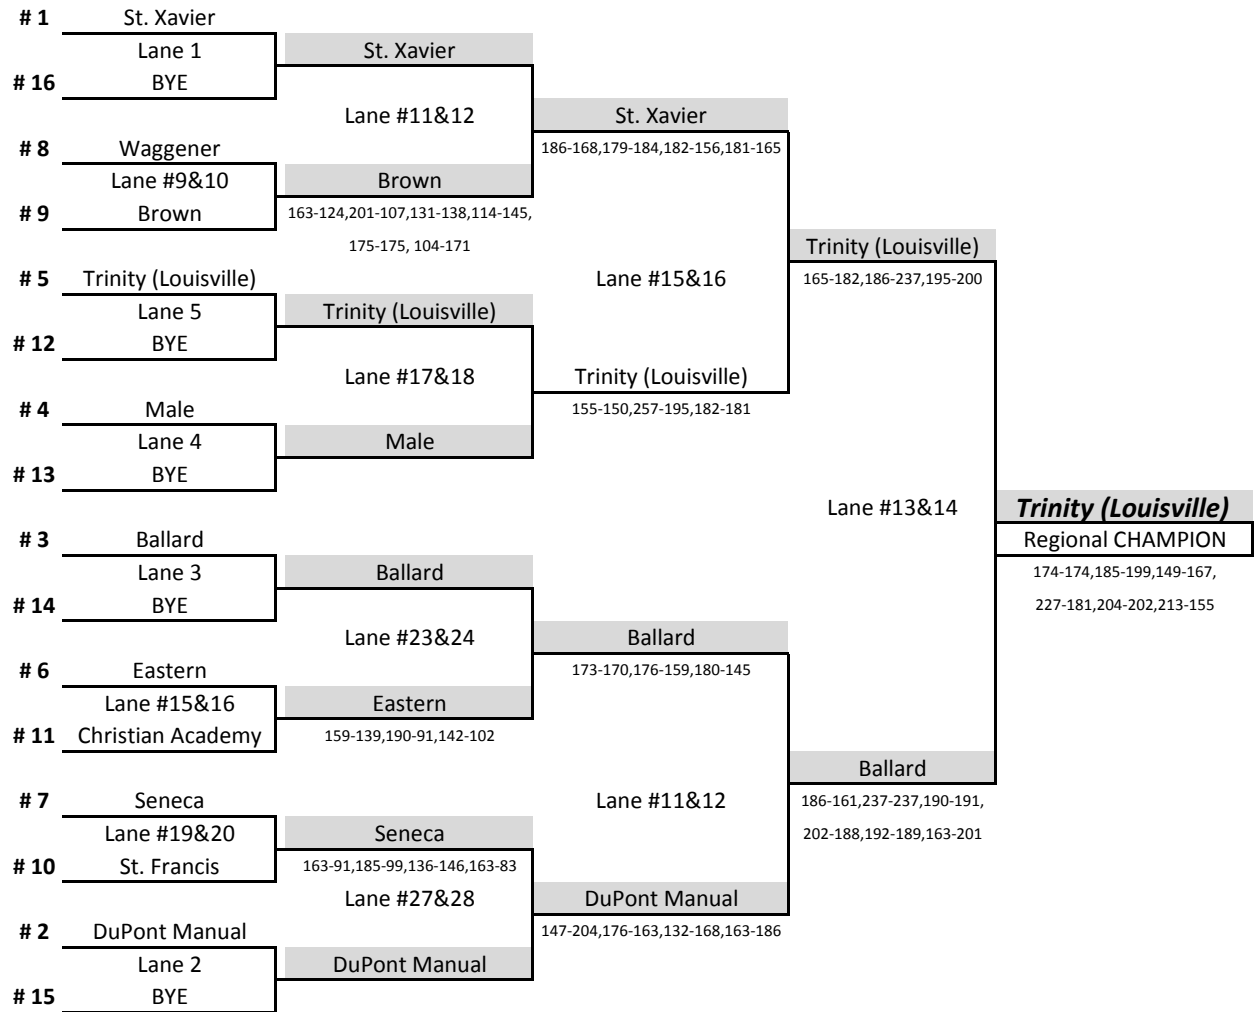 # 1 St. Xavier
Lane 1 St. Xavier
# 16 BYE
Lane #11&12 St. Xavier
# 8 Waggener 186-168,179-184,182-156,181-165
Lane #9&10 Brown
# 9 Brown 163-124,201-107,131-138,114-145,
175-175, 104-171 Trinity (Louisville)
# 5 Trinity (Louisville) Lane #15&16 165-182,186-237,195-200
Lane 5 Trinity (Louisville)
# 12 BYE
Lane #17&18 Trinity (Louisville)
# 4 Male 155-150,257-195,182-181
Lane 4 Male
# 13 BYE
Lane #13&14 Trinity (Louisville)
# 3 Ballard Regional CHAMPION
Lane 3 Ballard 174-174,185-199,149-167,
# 14 BYE 227-181,204-202,213-155
Lane #23&24 Ballard
# 6 Eastern 173-170,176-159,180-145
Lane #15&16 Eastern
# 11 Christian Academy 159-139,190-91,142-102
Ballard
# 7 Seneca Lane #11&12 186-161,237-237,190-191,
Lane #19&20 Seneca 202-188,192-189,163-201
# 10 St. Francis 163-91,185-99,136-146,163-83
Lane #27&28 DuPont Manual
# 2 DuPont Manual 147-204,176-163,132-168,163-186
Lane 2 DuPont Manual
# 15 BYE